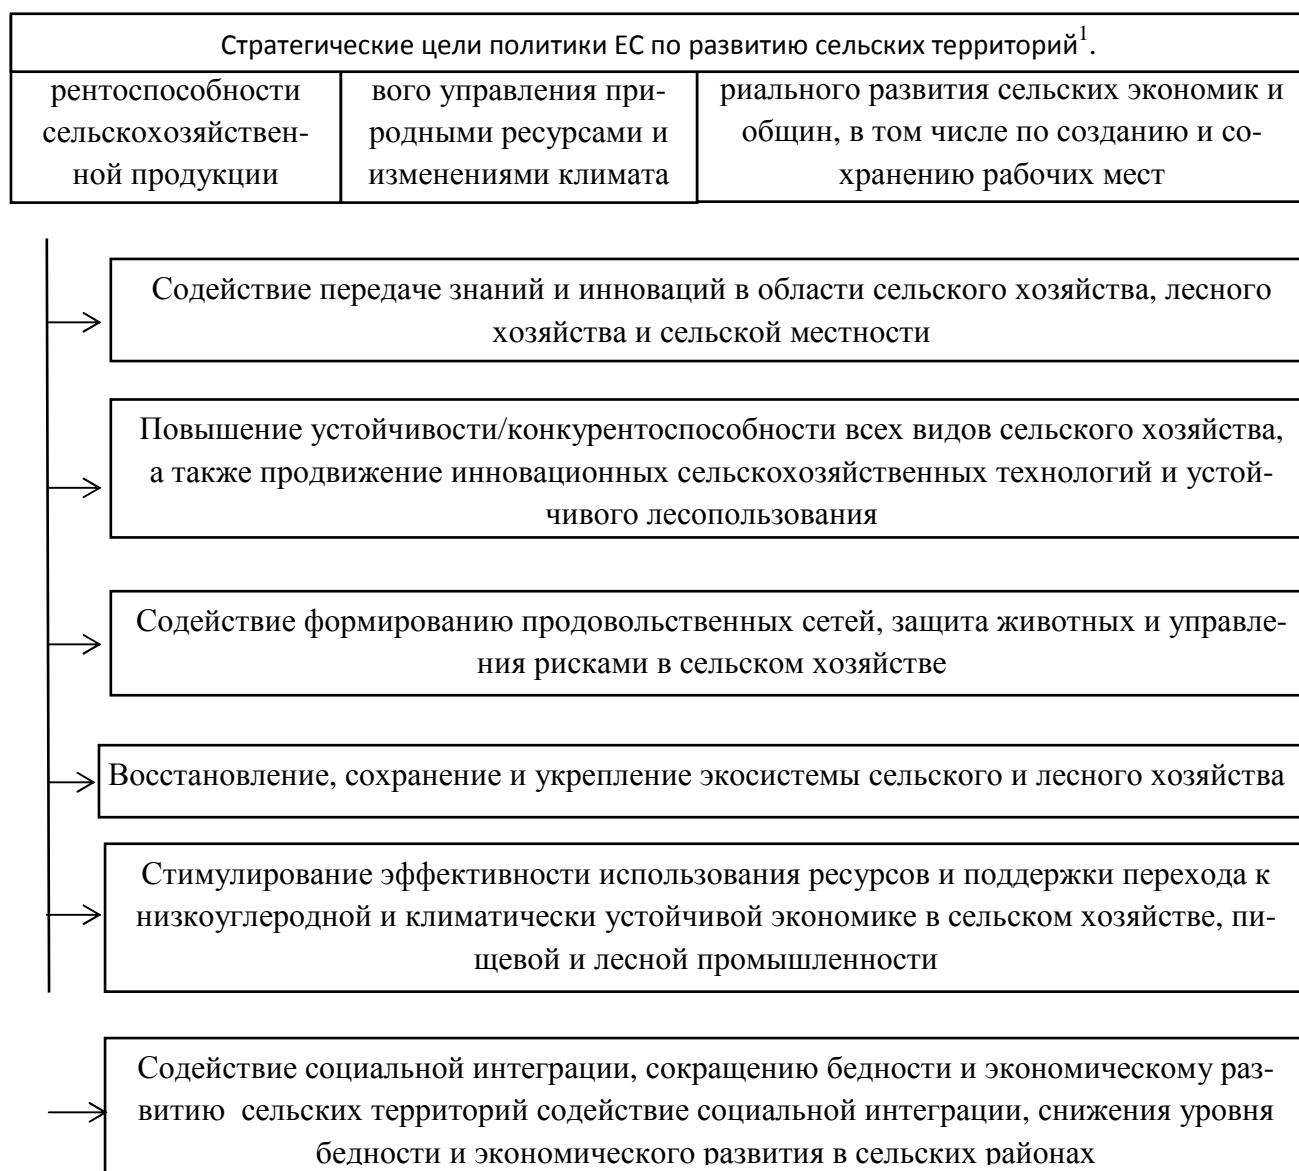 Стратегические цели политики ЕС по развитию сельских территорий¹.
рентоспособности
сельскохозяйствен-
ной продукции
вого управления при-
родными ресурсами и
изменениями климата
риального развития сельских экономик и
общин, в том числе по созданию и со-
хранению рабочих мест
Содействие передаче знаний и инноваций в области сельского хозяйства, лесного
хозяйства и сельской местности
Повышение устойчивости/конкурентоспособности всех видов сельского хозяйства,
а также продвижение инновационных сельскохозяйственных технологий и устой-
чивого лесопользования
Содействие формированию продовольственных сетей, защита животных и управле-
ния рисками в сельском хозяйстве
Восстановление, сохранение и укрепление экосистемы сельского и лесного хозяйства
Стимулирование эффективности использования ресурсов и поддержки перехода к
низкоуглеродной и климатически устойчивой экономике в сельском хозяйстве, пи-
щевой и лесной промышленности
Содействие социальной интеграции, сокращению бедности и экономическому раз-
витию сельских территорий содействие социальной интеграции, снижения уровня
бедности и экономического развития в сельских районах